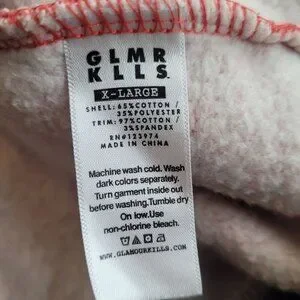 GLMR
KLLS
X-LARGE
SHELL: 65%COTTON /
35%POLYESTER
TRIM: 97%COTTON /
3%SPANDEX
RN@123974
MADE IN CHINA
Machine wash cold. Wash
dark colors separately.
Turn garment inside out
before washing.Tumble dry
On low.Use
non-chlorine bleach.
WWW.GLAMOURKILLS.COM